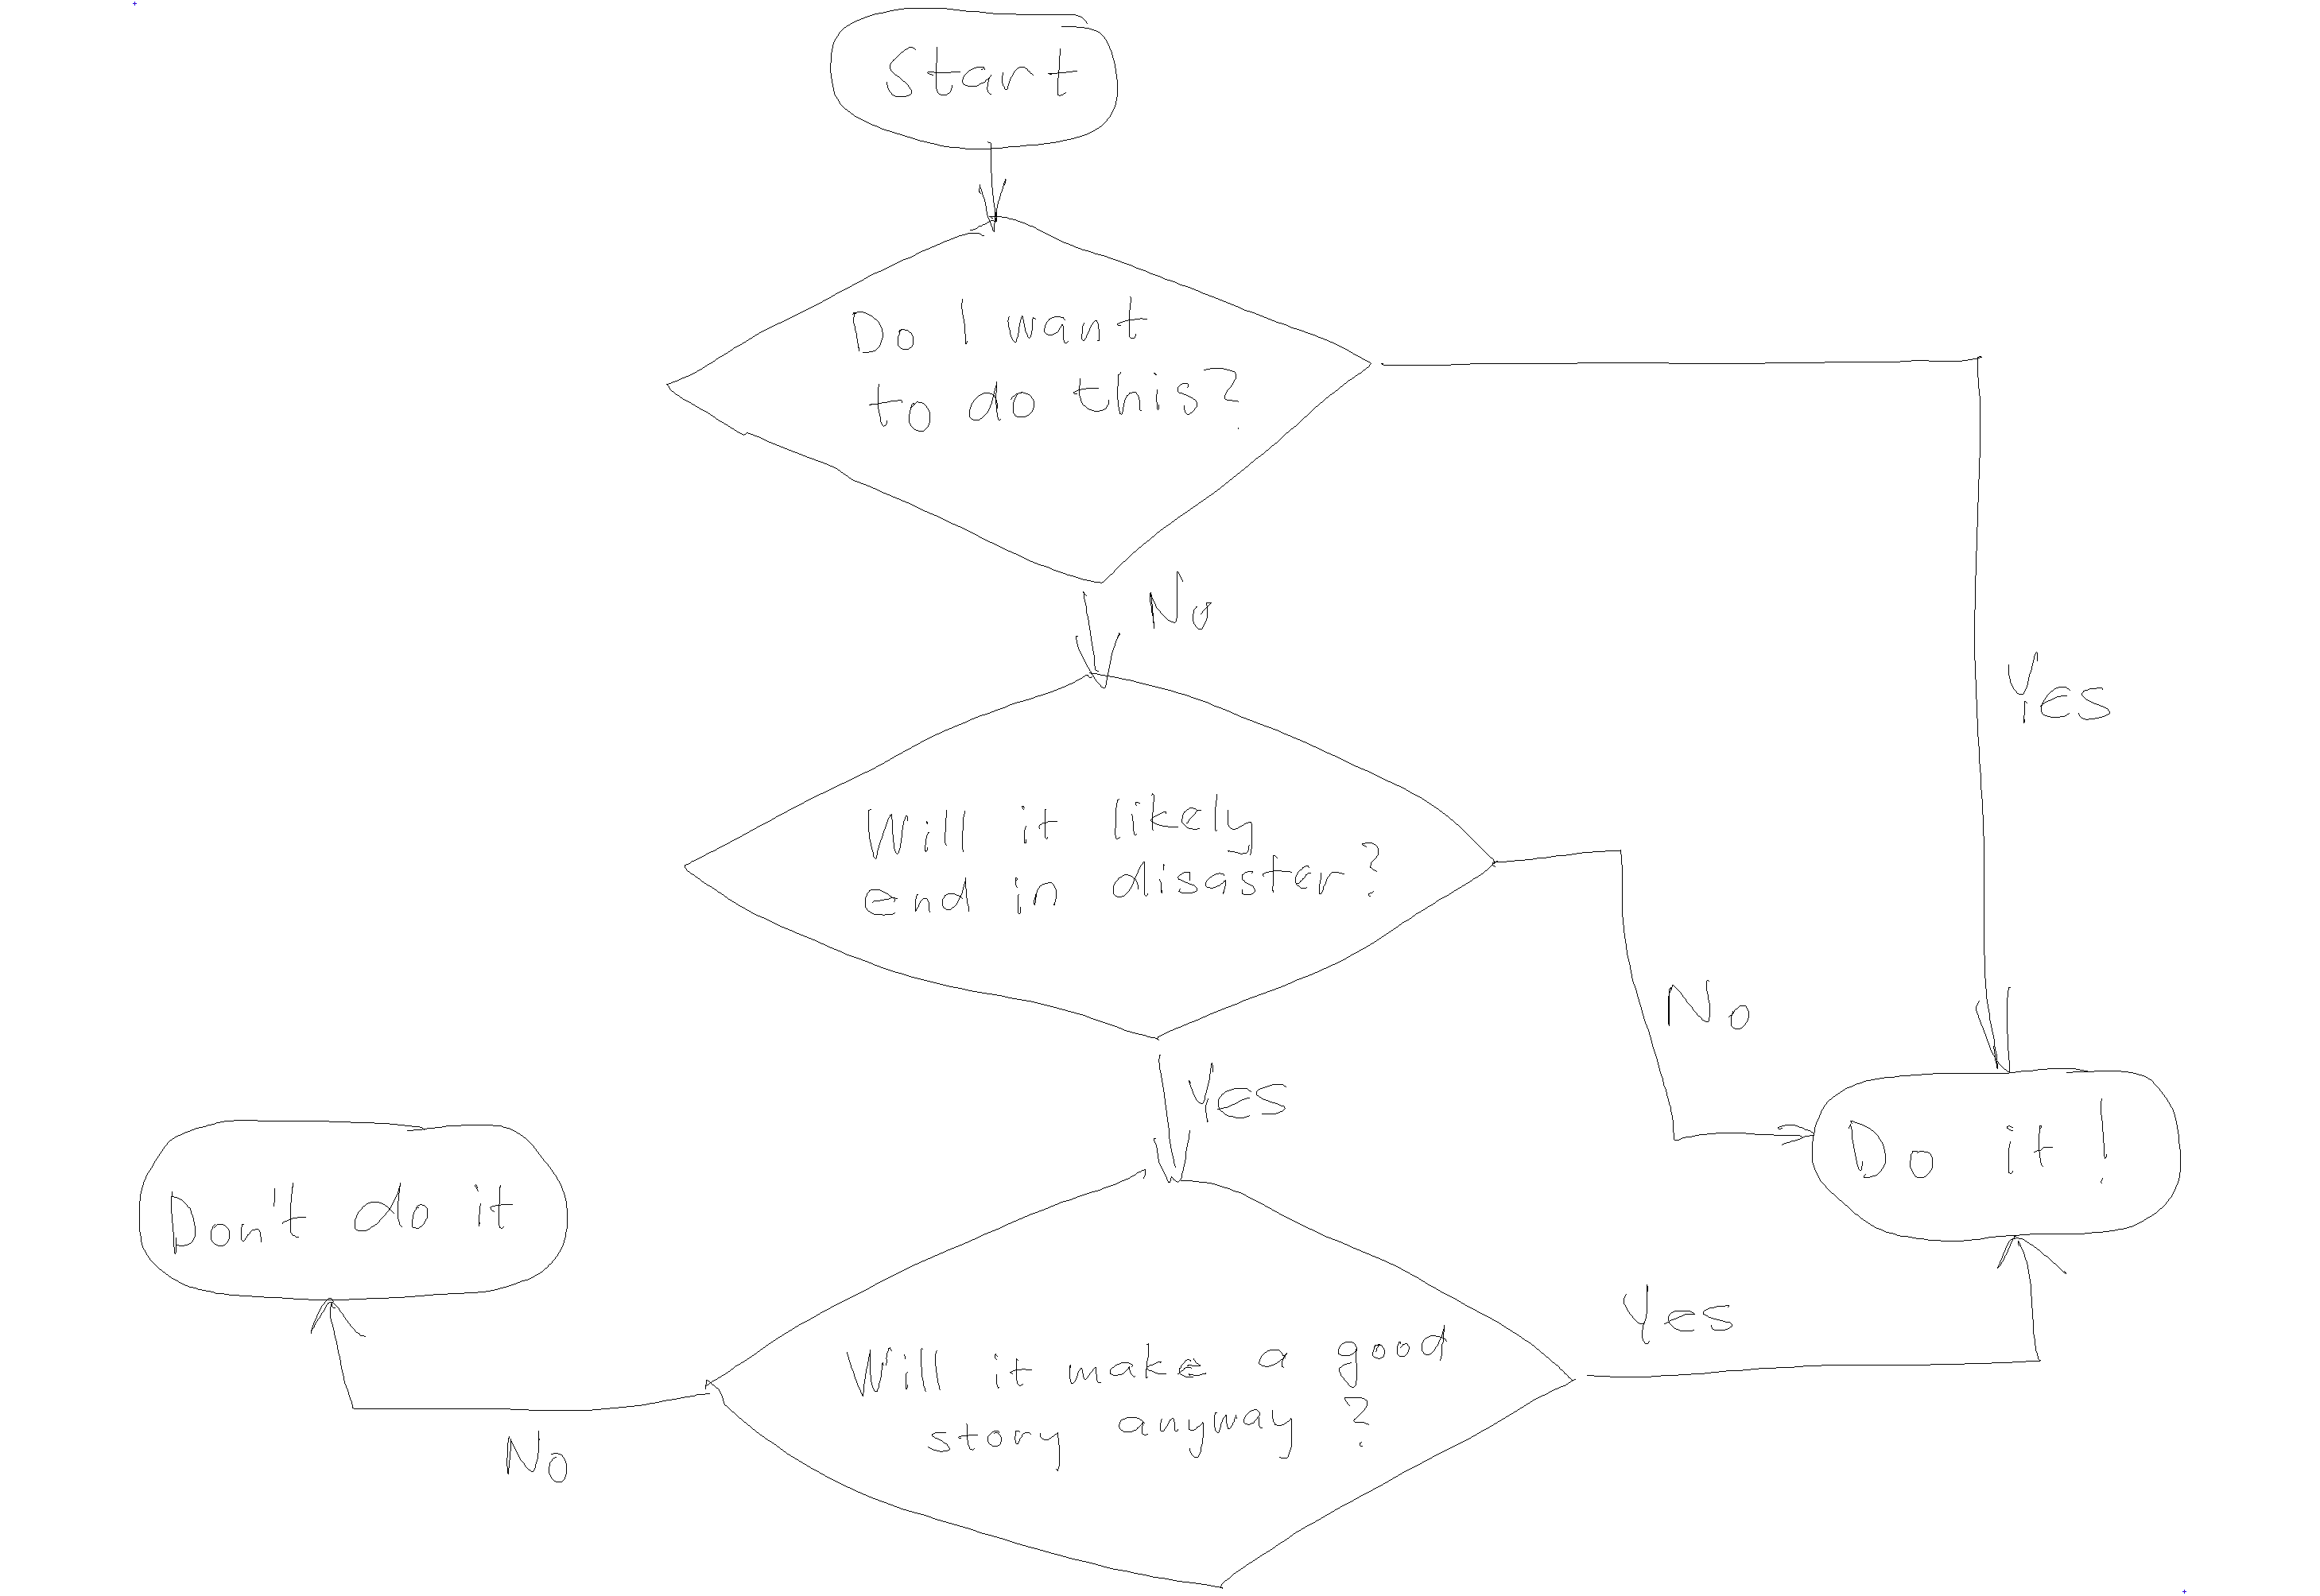 Start
Do I want
to do this?
No
Yes
Will it likely
end in disaster?
No
Yes
Don't do it
Do it!
Will it make a good
story anyway?
Yes
No